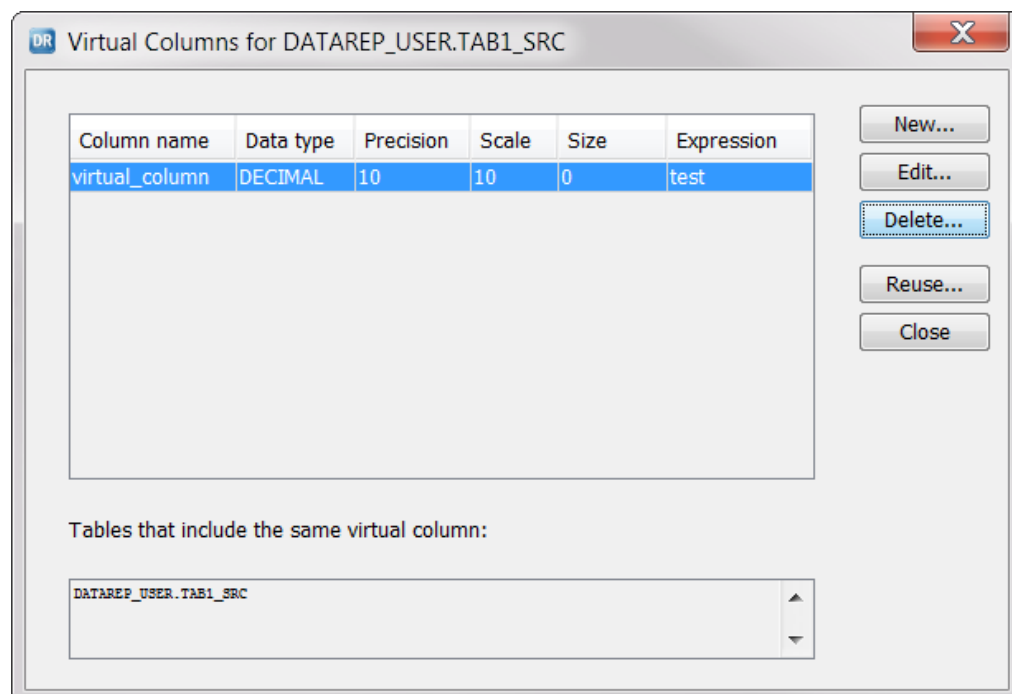 DR Virtual Columns for DATAREP_USER.TAB1_SRC
Column name Data type Precision Scale Size Expression
virtual_column DECIMAL 10 10 0 test
New...
Edit...
Delete...
Reuse...
Close
Tables that include the same virtual column:
DATAREP_USER.TAB1_SRC